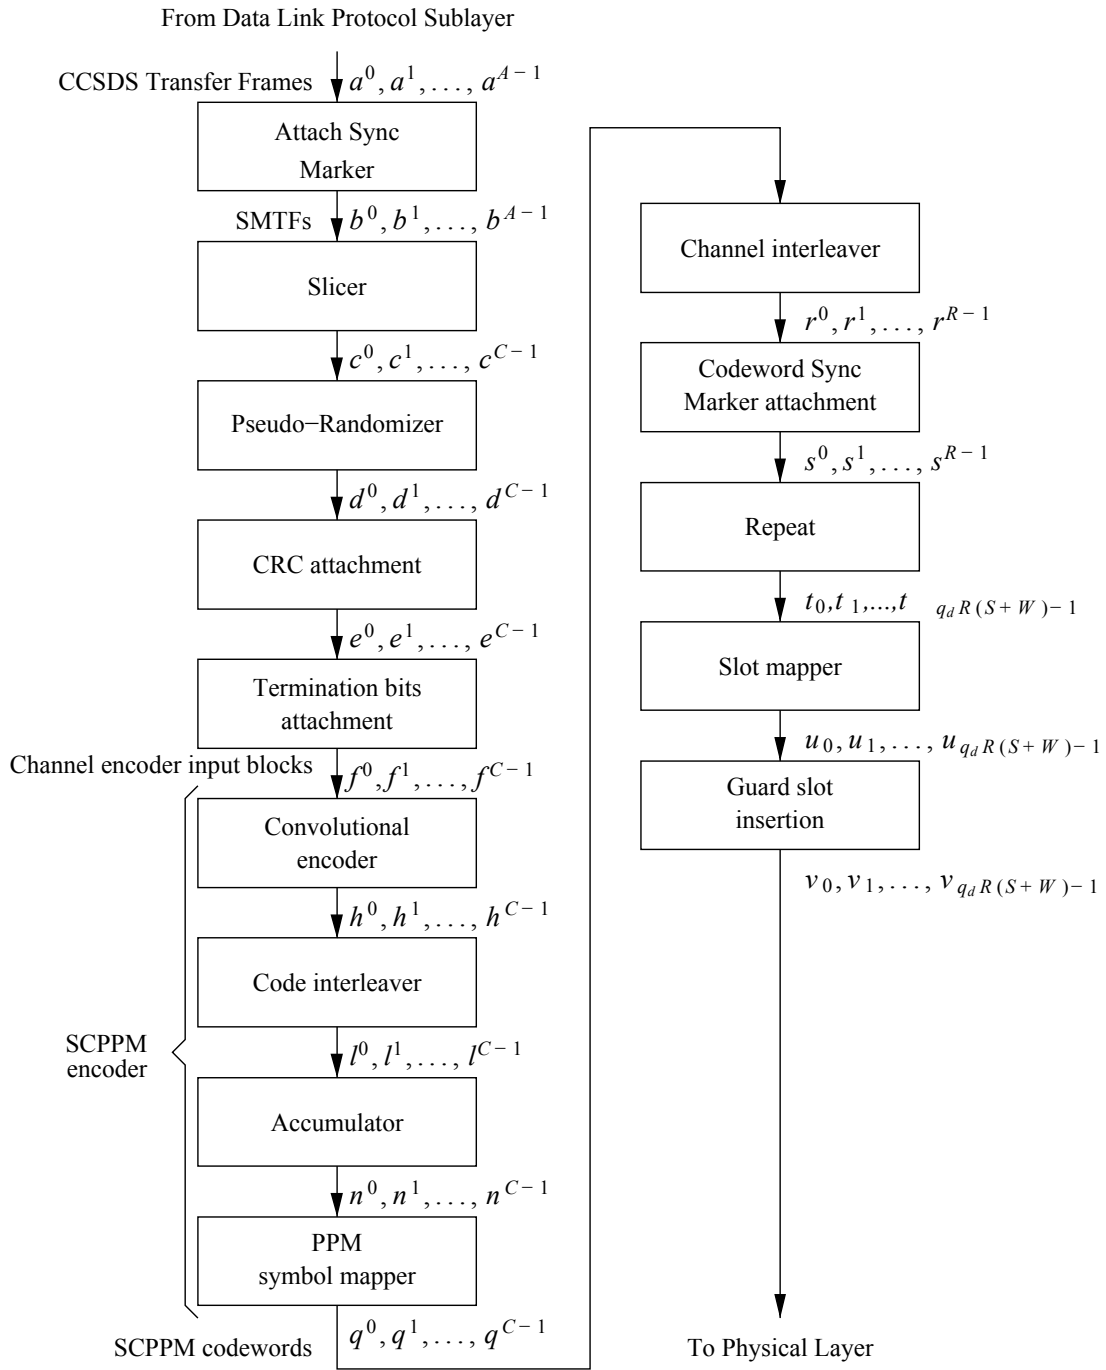 From Data Link Protocol Sublayer
CCSDS Transfer Frames
a^0, a^1, ..., a^{A−1}
Attach Sync
Marker
SMTFs
b^0, b^1, ..., b^{A−1}
Slicer
c^0, c^1, ..., c^{C−1}
Pseudo−Randomizer
d^0, d^1, ..., d^{C−1}
CRC attachment
e^0, e^1, ..., e^{C−1}
Termination bits
attachment
Channel encoder input blocks
f^0, f^1, ..., f^{C−1}
Convolutional
encoder
h^0, h^1, ..., h^{C−1}
Code interleaver
SCPPM
encoder
l^0, l^1, ..., l^{C−1}
Accumulator
n^0, n^1, ..., n^{C−1}
PPM
symbol mapper
SCPPM codewords
q^0, q^1, ..., q^{C−1}
Channel interleaver
r^0, r^1, ..., r^{R−1}
Codeword Sync
Marker attachment
s^0, s^1, ..., s^{R−1}
Repeat
t_0, t_1, ..., t_{q_d R(S+W)−1}
Slot mapper
u_0, u_1, ..., u_{q_d R(S+W)−1}
Guard slot
insertion
v_0, v_1, ..., v_{q_d R(S+W)−1}
To Physical Layer